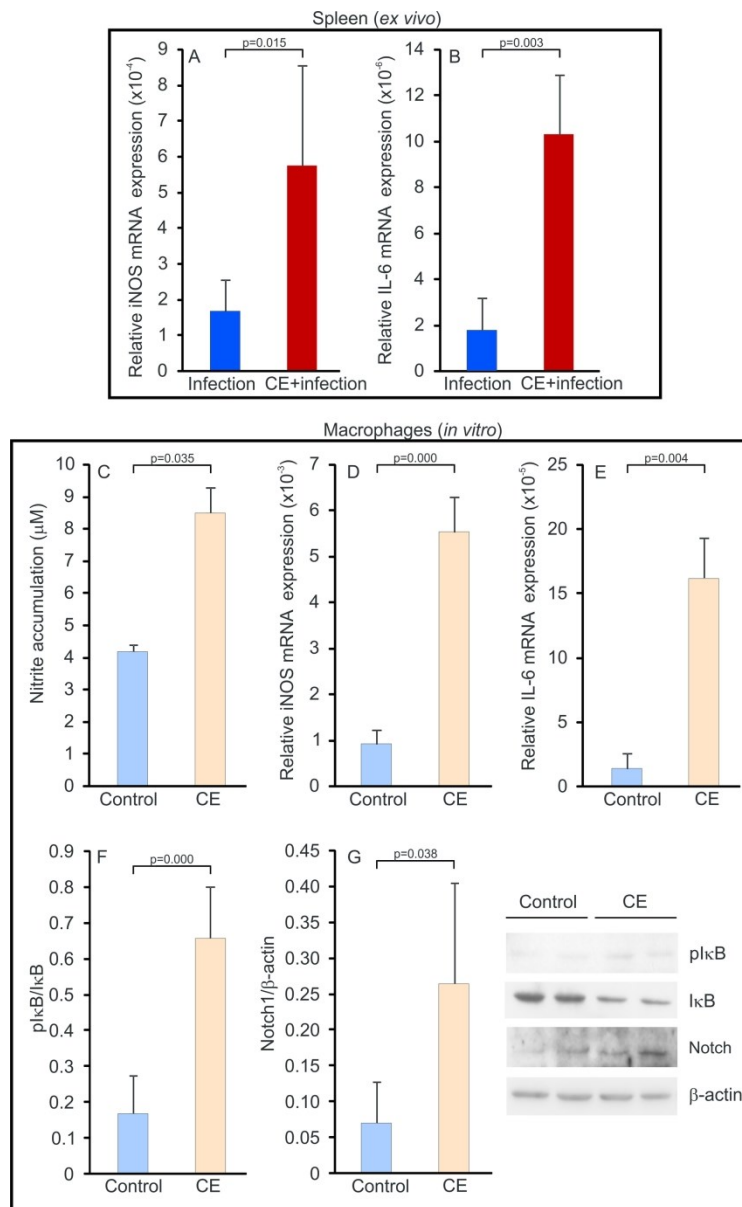 Spleen (ex vivo)
A
p=0.015
Relative iNOS mRNA expression (x10⁻⁴)
9
8
7
6
5
4
3
2
1
0
Infection
CE+infection
B
p=0.003
Relative IL-6 mRNA expression (x10⁻⁶)
14
12
10
8
6
4
2
0
Infection
CE+infection
Macrophages (in vitro)
C
p=0.035
Nitrite accumulation (μM)
10
9
8
7
6
5
4
3
2
1
0
Control
CE
D
p=0.000
Relative iNOS mRNA expression (x10⁻³)
7
6
5
4
3
2
1
0
Control
CE
E
p=0.004
Relative IL-6 mRNA expression (x10⁻⁵)
25
20
15
10
5
0
Control
CE
F
p=0.000
pIκB/IκB
0.9
0.8
0.7
0.6
0.5
0.4
0.3
0.2
0.1
0
Control
CE
G
p=0.038
Notch1/β-actin
0.45
0.40
0.35
0.30
0.25
0.20
0.15
0.10
0.05
0
Control
CE
Control
CE
pIκB
IκB
Notch
β-actin